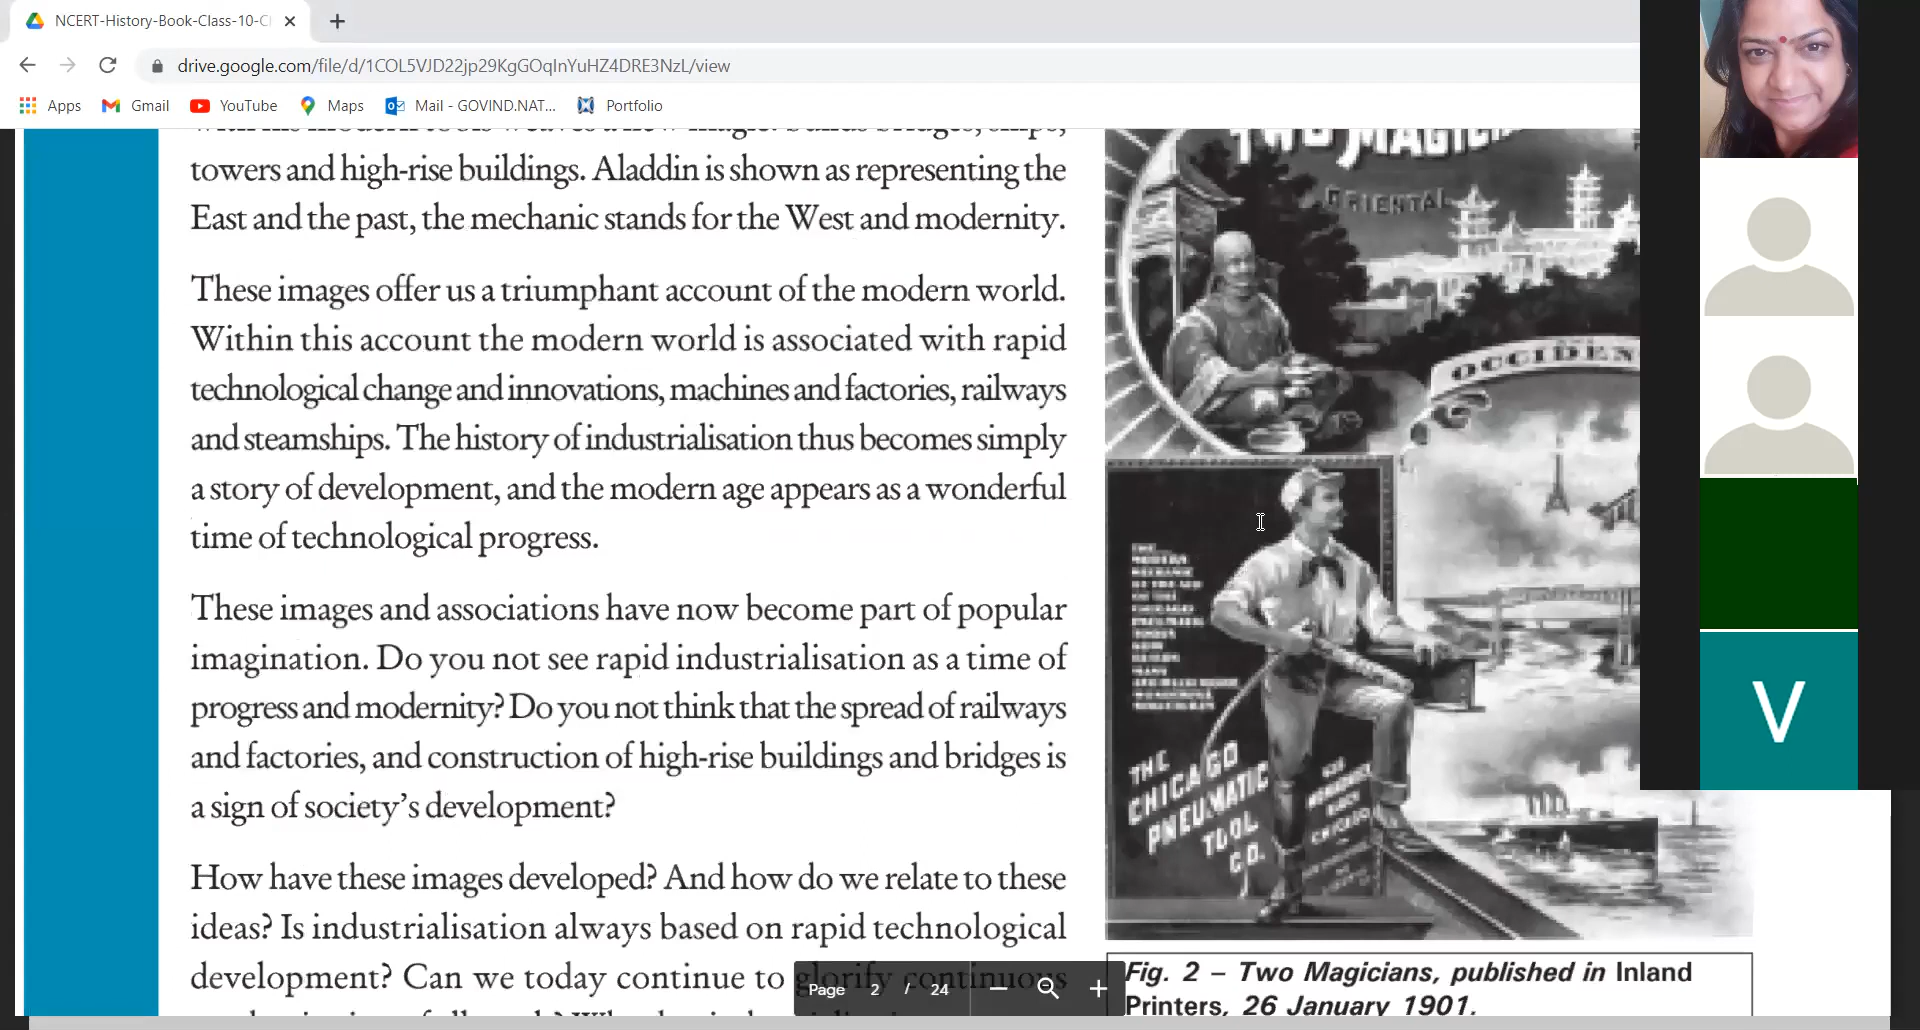 NCERT-History-Book-Class-10-C
drive.google.com/file/d/1COL5VJD22jp29KgGOqInYuHZ4DRE3NzL/view
Apps Gmail YouTube Maps Mail - GOVIND.NAT... Portfolio
towers and high-rise buildings. Aladdin is shown as representing the
East and the past, the mechanic stands for the West and modernity.
These images offer us a triumphant account of the modern world.
Within this account the modern world is associated with rapid
technological change and innovations, machines and factories, railways
and steamships. The history of industrialisation thus becomes simply
a story of development, and the modern age appears as a wonderful
time of technological progress.
These images and associations have now become part of popular
imagination. Do you not see rapid industrialisation as a time of
progress and modernity? Do you not think that the spread of railways
and factories, and construction of high-rise buildings and bridges is
a sign of society's development?
How have these images developed? And how do we relate to these
ideas? Is industrialisation always based on rapid technological
development? Can we today continue to glorify continuous
TWO MAGIC
ORIENTAL
OCCIDEN
THE
CHICAGO
PNEUMATIC
TOOL
CO.
Fig. 2 – Two Magicians, published in Inland
Printers, 26 January 1901.
Page 2 / 24
V